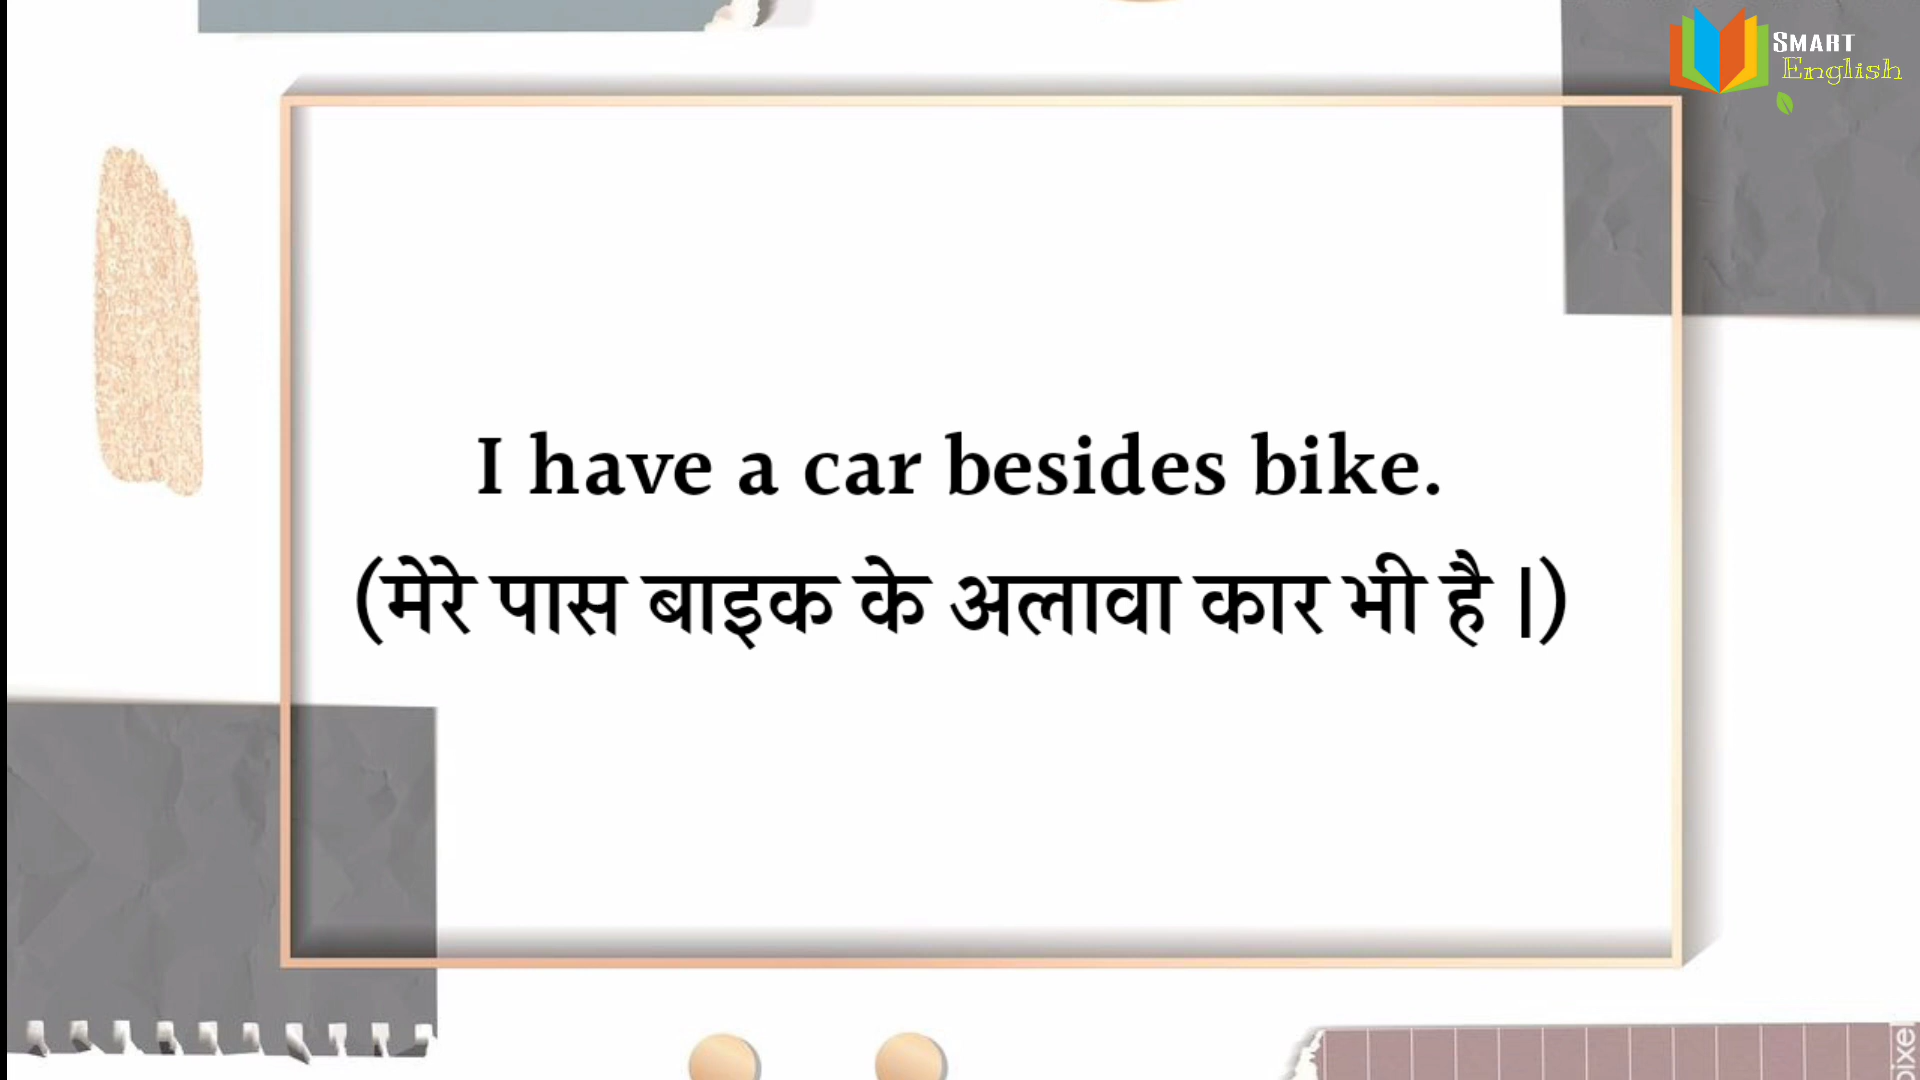 SMART
English
I have a car besides bike.
(मेरे पास बाइक के अलावा कार भी है |)